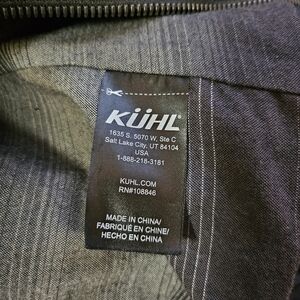 KÜHL
1635 S. 5070 W, Ste C
Salt Lake City, UT 84104
USA
1-888-218-3181
KUHL.COM
RN#108846
MADE IN CHINA/
FABRIQUÉ EN CHINE/
HECHO EN CHINA